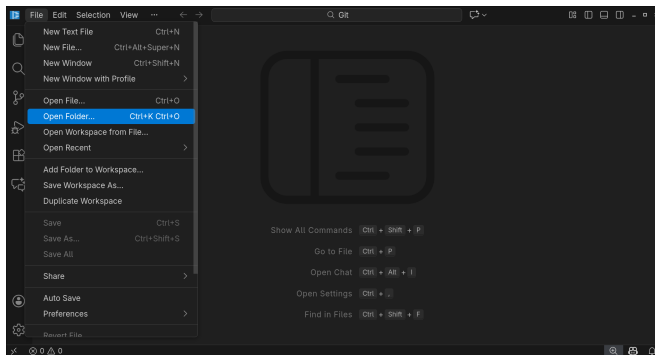 File Edit Selection View ··· Git
New Text File Ctrl+N
New File... Ctrl+Alt+Super+N
New Window Ctrl+Shift+N
New Window with Profile
Open File... Ctrl+O
Open Folder... Ctrl+K Ctrl+O
Open Workspace from File...
Open Recent
Add Folder to Workspace...
Save Workspace As...
Duplicate Workspace
Save Ctrl+S
Save As... Ctrl+Shift+S
Save All
Share
Auto Save
Preferences
Revert File
Show All Commands Ctrl + Shift + P
Go to File Ctrl + P
Open Chat Ctrl + Alt + I
Open Settings Ctrl + ,
Find in Files Ctrl + Shift + F
0 0